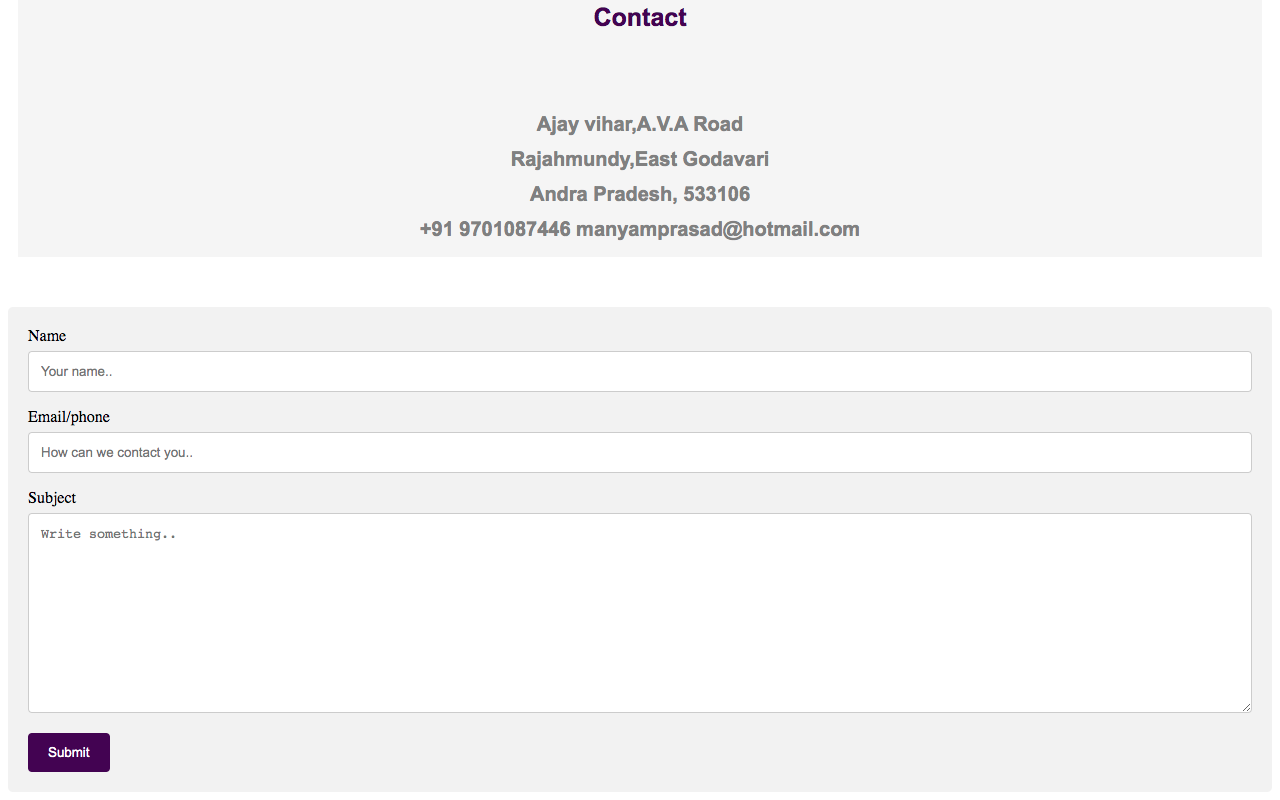 Contact
Ajay vihar,A.V.A Road
Rajahmundy,East Godavari
Andra Pradesh, 533106
+91 9701087446 manyamprasad@hotmail.com
Name
Your name..
Email/phone
How can we contact you..
Subject
Write something..
Submit